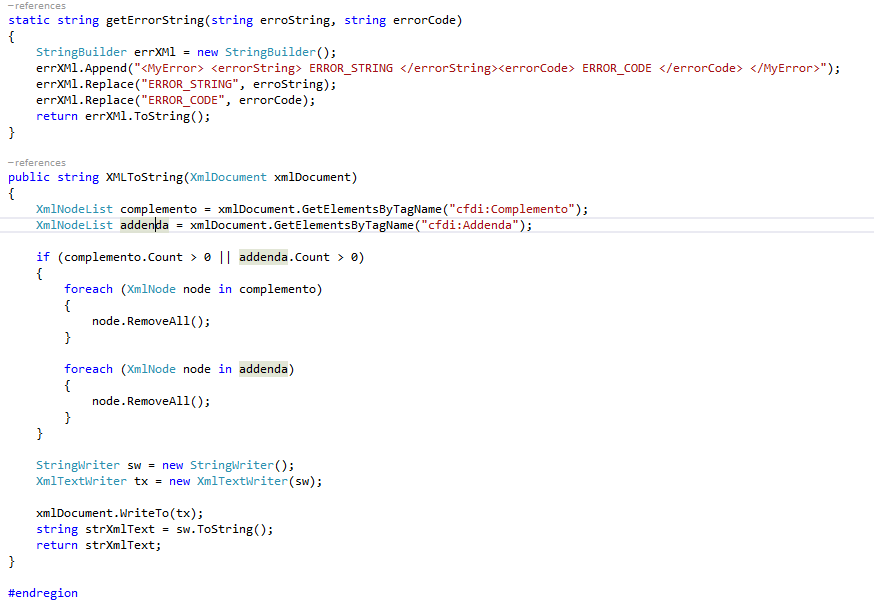 −references
static string getErrorString(string erroString, string errorCode)
{
    StringBuilder errXMl = new StringBuilder();
    errXMl.Append("<MyError> <errorString> ERROR_STRING </errorString><errorCode> ERROR_CODE </errorCode> </MyError>");
    errXMl.Replace("ERROR_STRING", erroString);
    errXMl.Replace("ERROR_CODE", errorCode);
    return errXMl.ToString();
}
−references
public string XMLToString(XmlDocument xmlDocument)
{
    XmlNodeList complemento = xmlDocument.GetElementsByTagName("cfdi:Complemento");
    XmlNodeList addenda = xmlDocument.GetElementsByTagName("cfdi:Addenda");
    if (complemento.Count > 0 || addenda.Count > 0)
    {
        foreach (XmlNode node in complemento)
        {
            node.RemoveAll();
        }
        foreach (XmlNode node in addenda)
        {
            node.RemoveAll();
        }
    }
    StringWriter sw = new StringWriter();
    XmlTextWriter tx = new XmlTextWriter(sw);
    xmlDocument.WriteTo(tx);
    string strXmlText = sw.ToString();
    return strXmlText;
}
#endregion